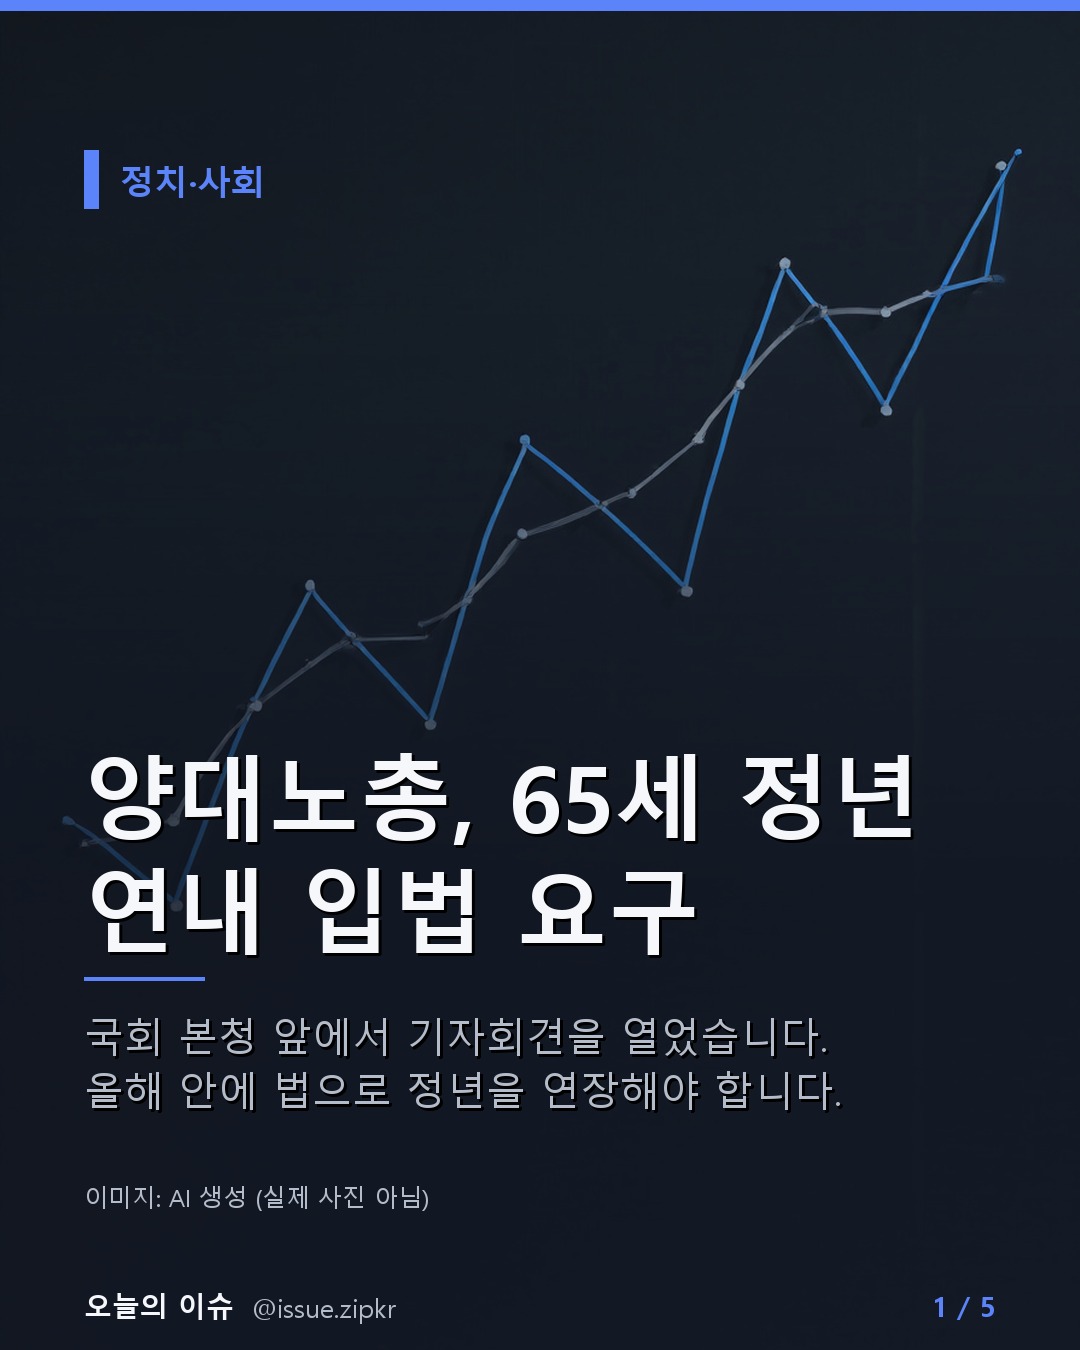 정치·사회
양대노총, 65세 정년
연내 입법 요구
국회 본청 앞에서 기자회견을 열었습니다.
올해 안에 법으로 정년을 연장해야 합니다.
이미지: AI 생성 (실제 사진 아님)
오늘의 이슈 @issue.zipkr
1 / 5